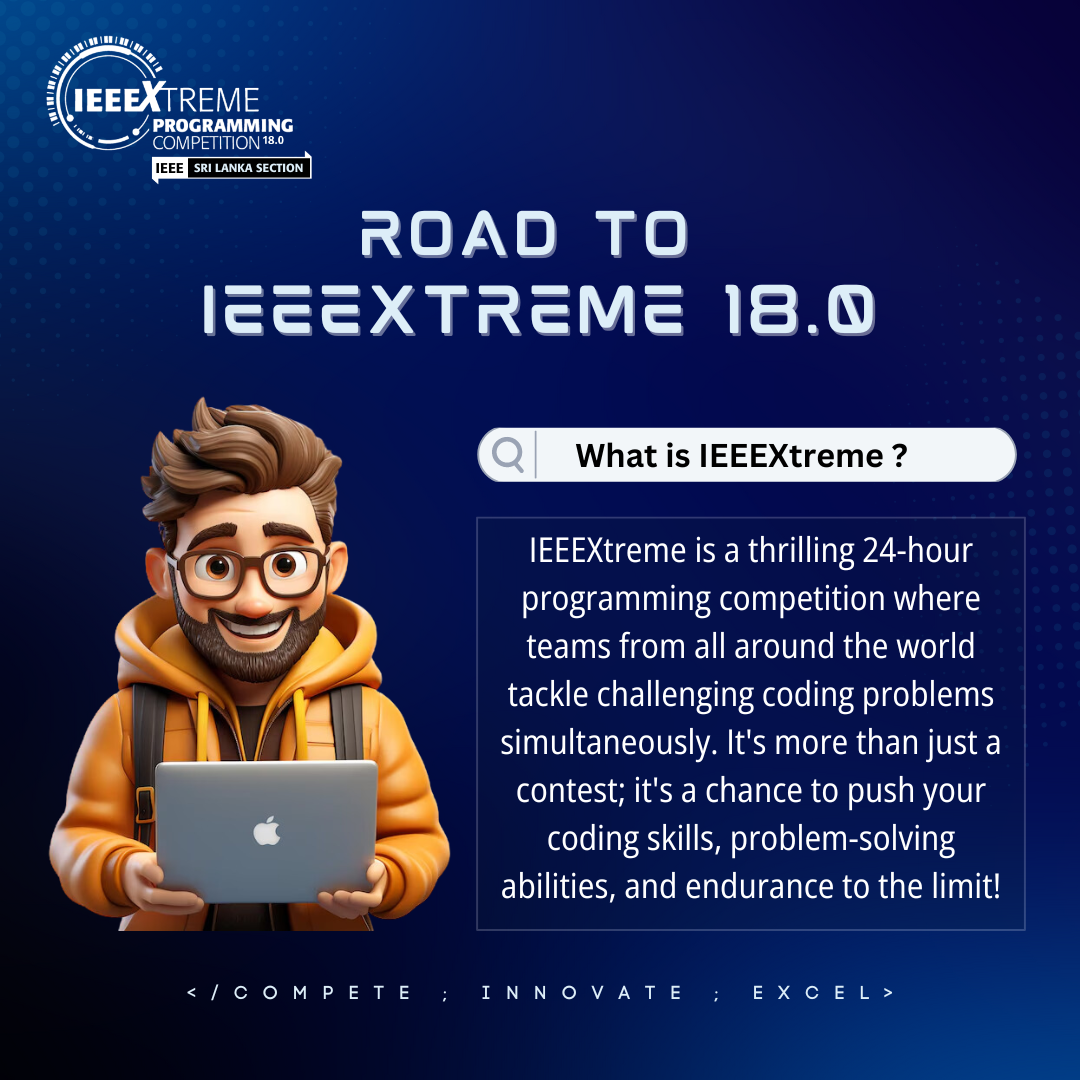 IEEEXTREME
PROGRAMMING
COMPETITION 18.0
IEEE SRI LANKA SECTION
ROAD TO
IEEEXTREME 18.0
What is IEEEXtreme ?
IEEEXtreme is a thrilling 24-hour
programming competition where
teams from all around the world
tackle challenging coding problems
simultaneously. It's more than just a
contest; it's a chance to push your
coding skills, problem-solving
abilities, and endurance to the limit!
</COMPETE ; INNOVATE ; EXCEL>